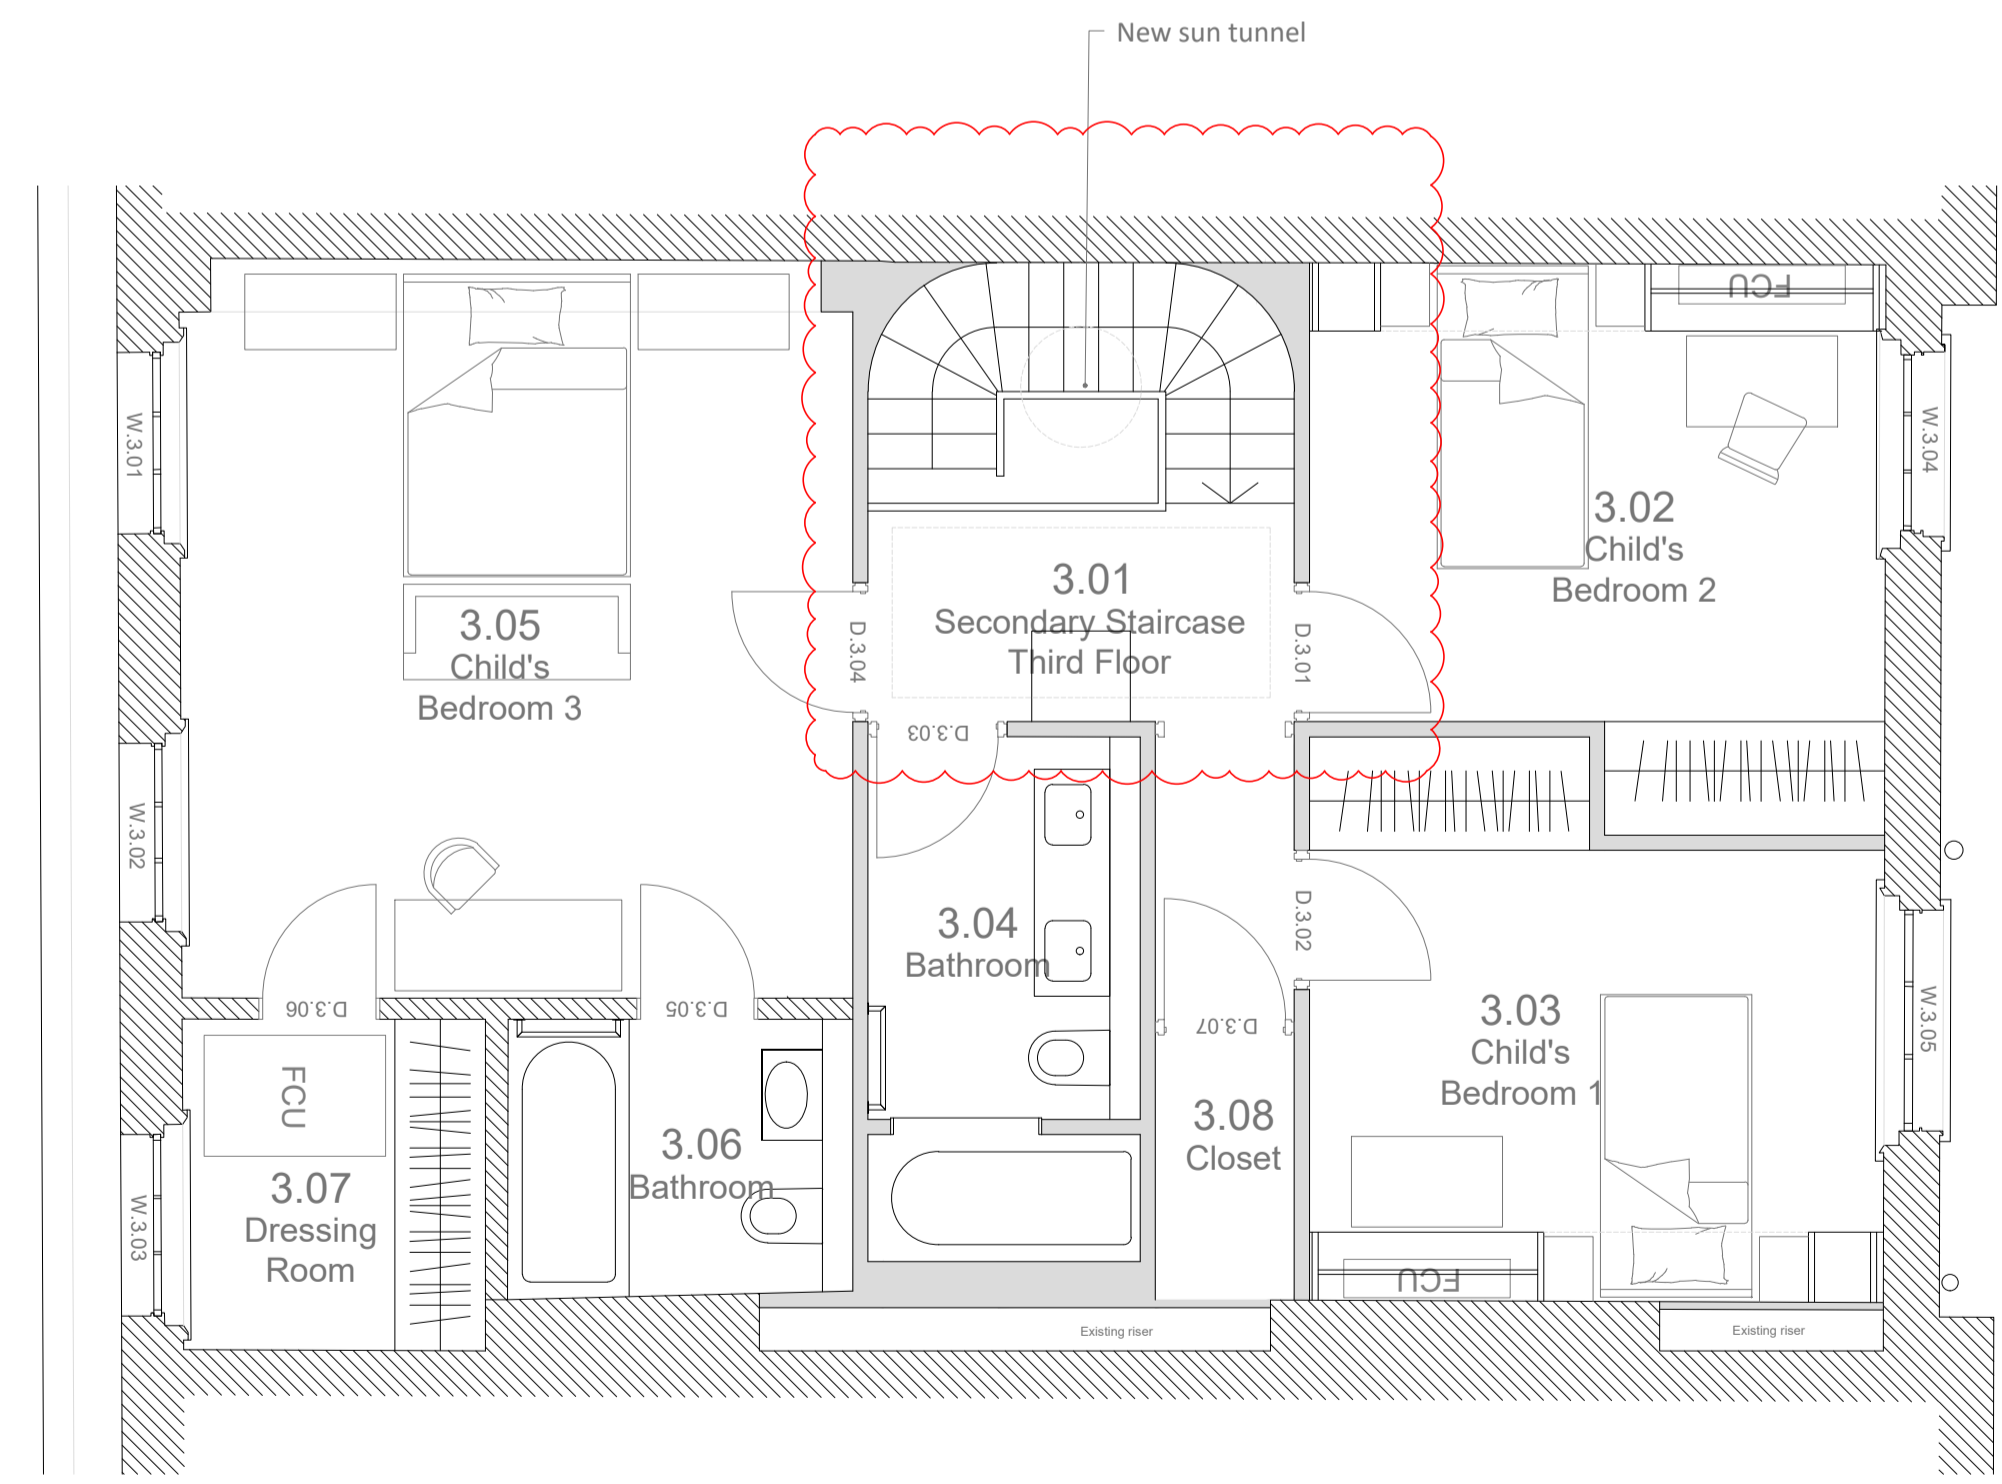 New sun tunnel
FCU
W.3.01
W.3.04
3.02
Child's
Bedroom 2
3.01
Secondary Staircase
Third Floor
3.05
Child's
Bedroom 3
D.3.04
D.3.01
D.3.03
W.3.02
3.04
Bathroom
D.3.02
D.3.06
D.3.05
D.3.07
3.03
Child's
Bedroom 1
W.3.05
FCU
3.08
Closet
3.06
Bathroom
3.07
Dressing
Room
W.3.03
FCU
Existing riser
Existing riser